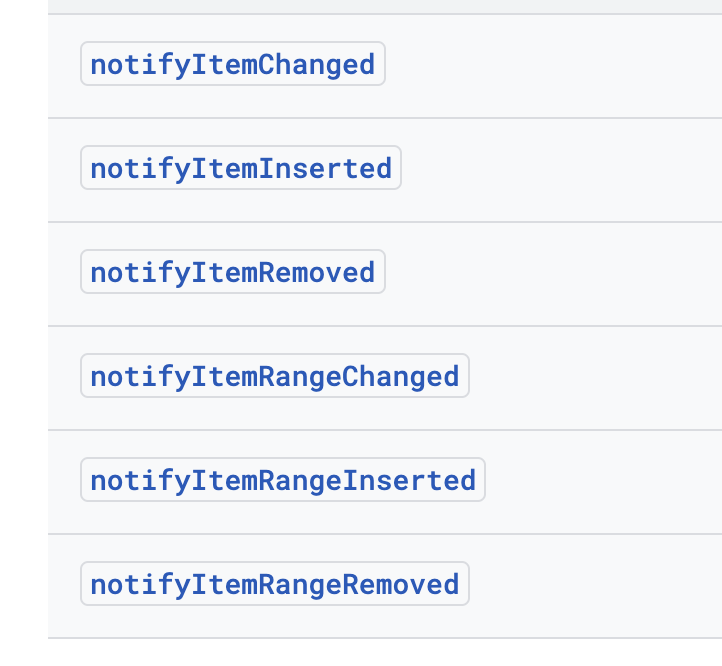 notifyItemChanged
notifyItemInserted
notifyItemRemoved
notifyItemRangeChanged
notifyItemRangeInserted
notifyItemRangeRemoved